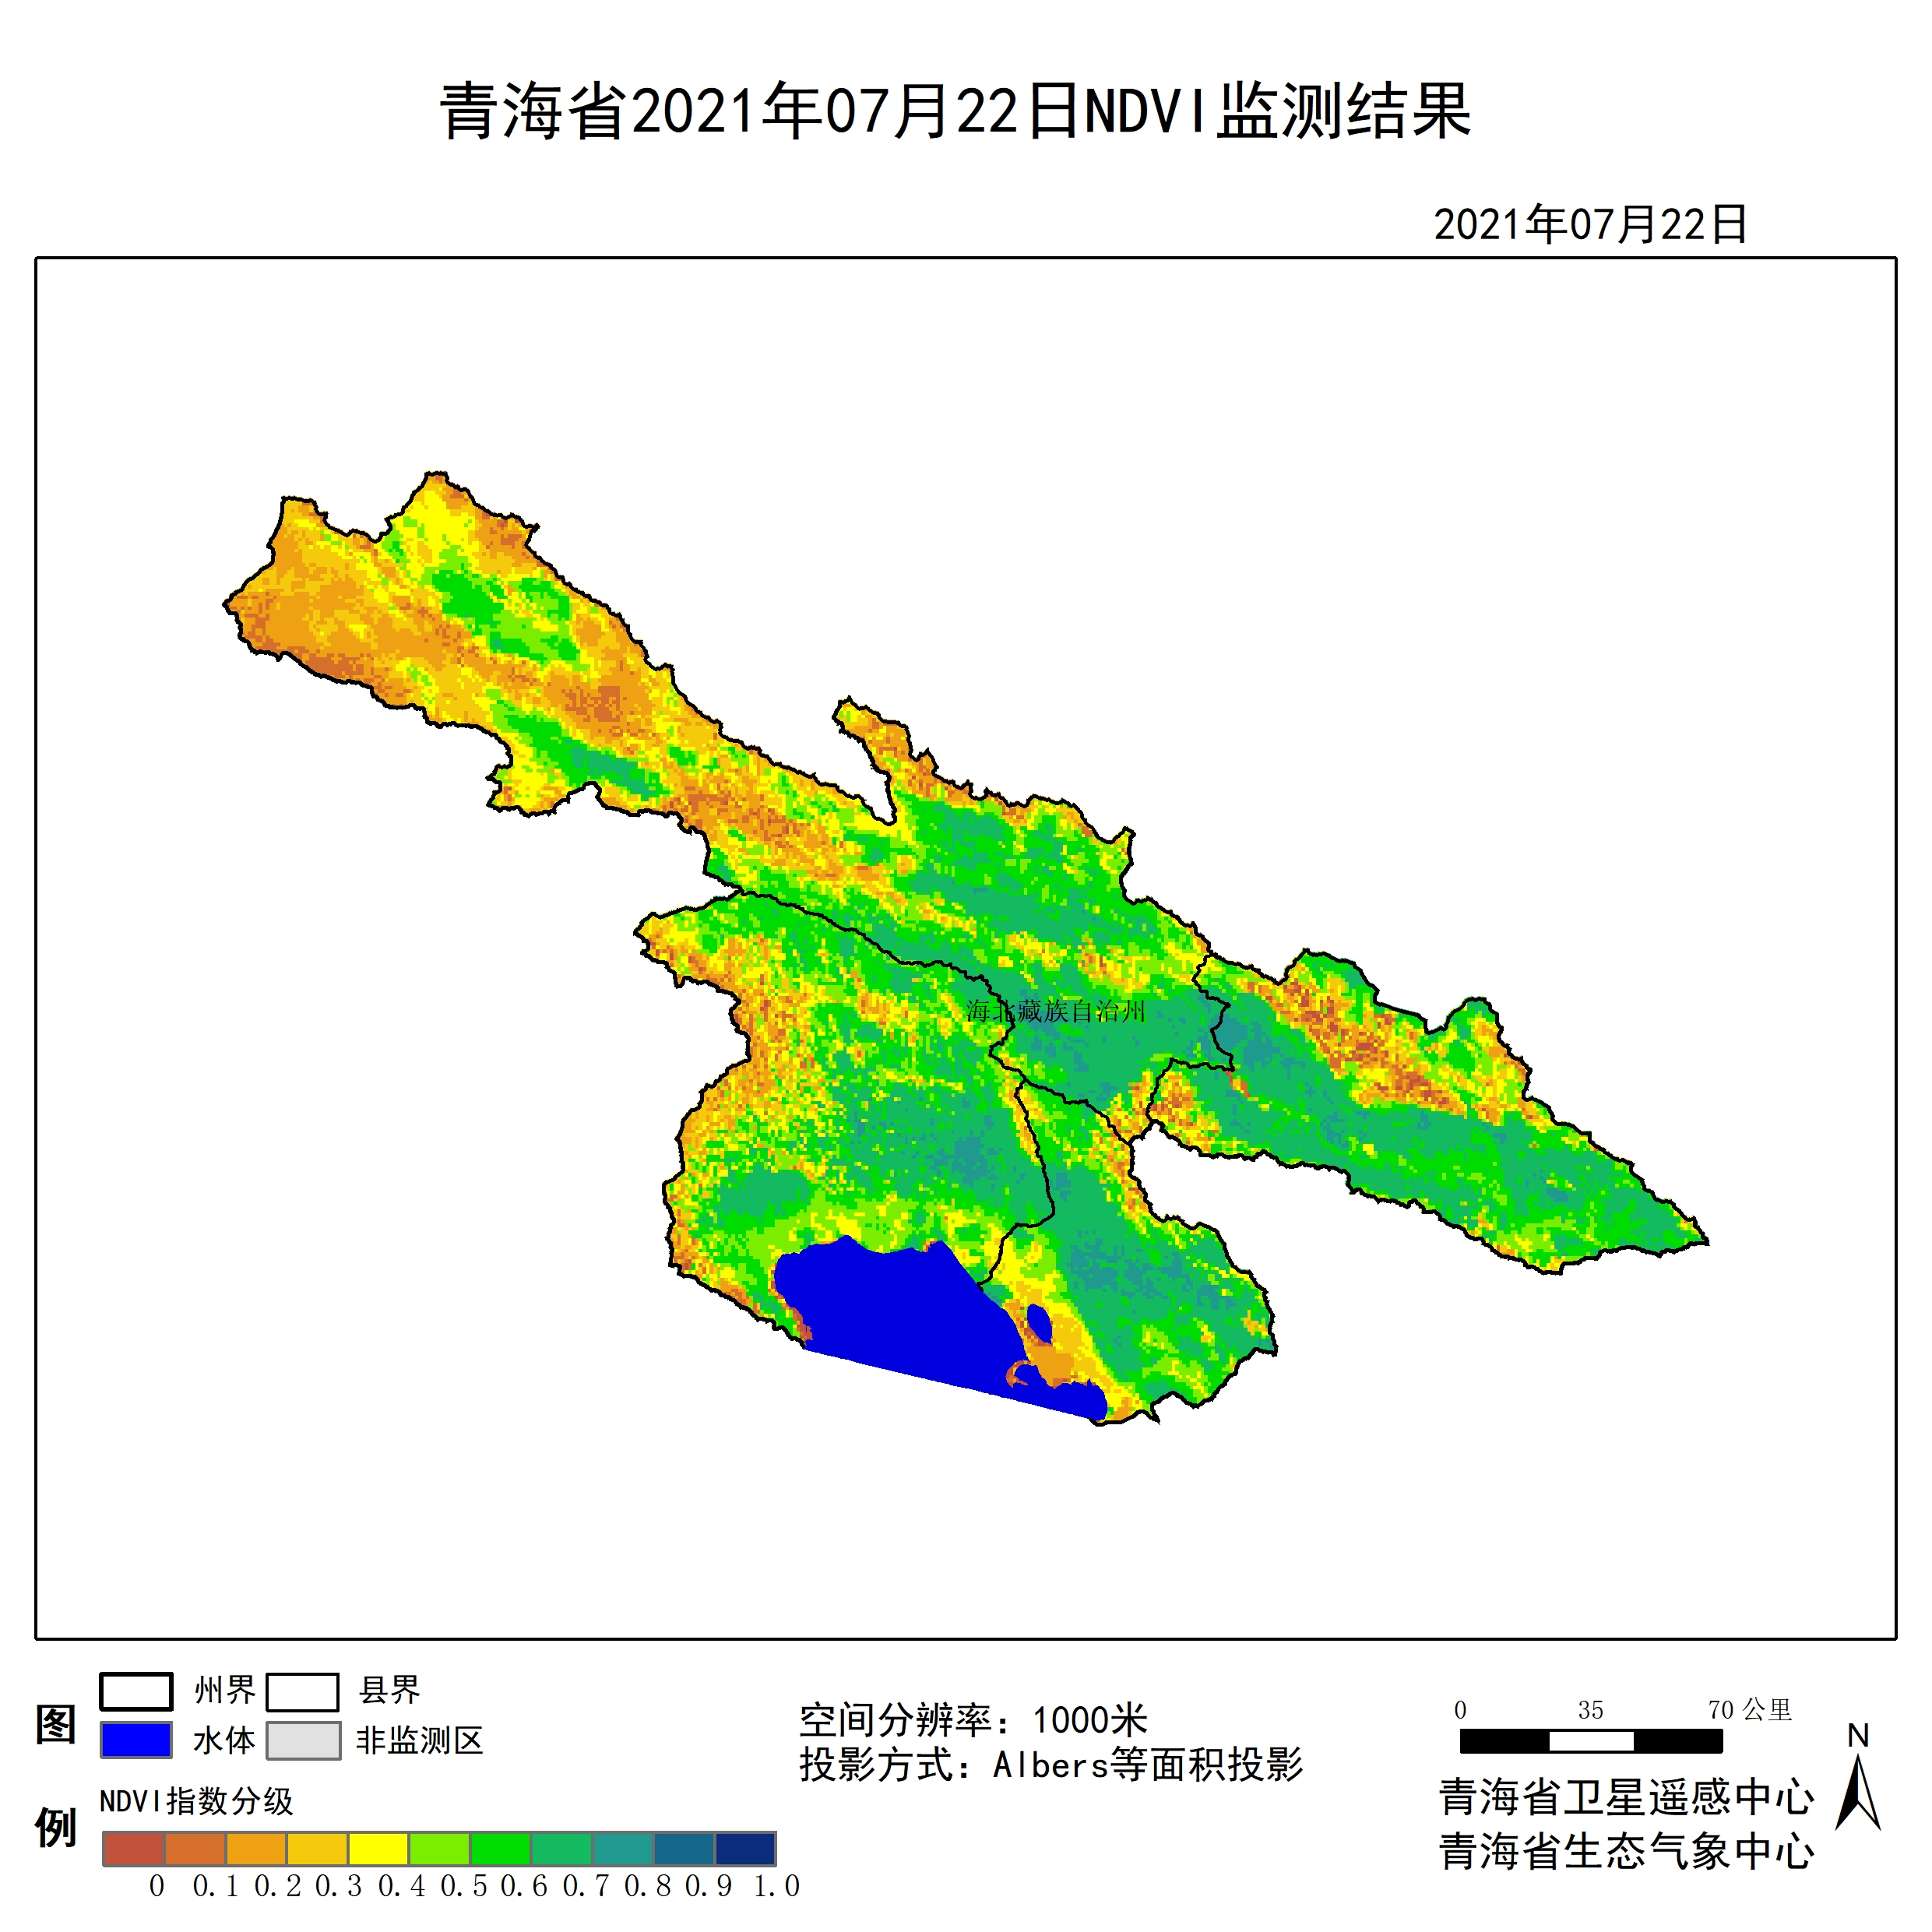 青海省2021年07月22日NDVI监测结果
2021年07月22日
海北藏族自治州
图例
州界
县界
水体
非监测区
NDVI指数分级
0 0.1 0.2 0.3 0.4 0.5 0.6 0.7 0.8 0.9 1.0
空间分辨率：1000米
投影方式：Albers等面积投影
0 35 70 公里
N
青海省卫星遥感中心
青海省生态气象中心